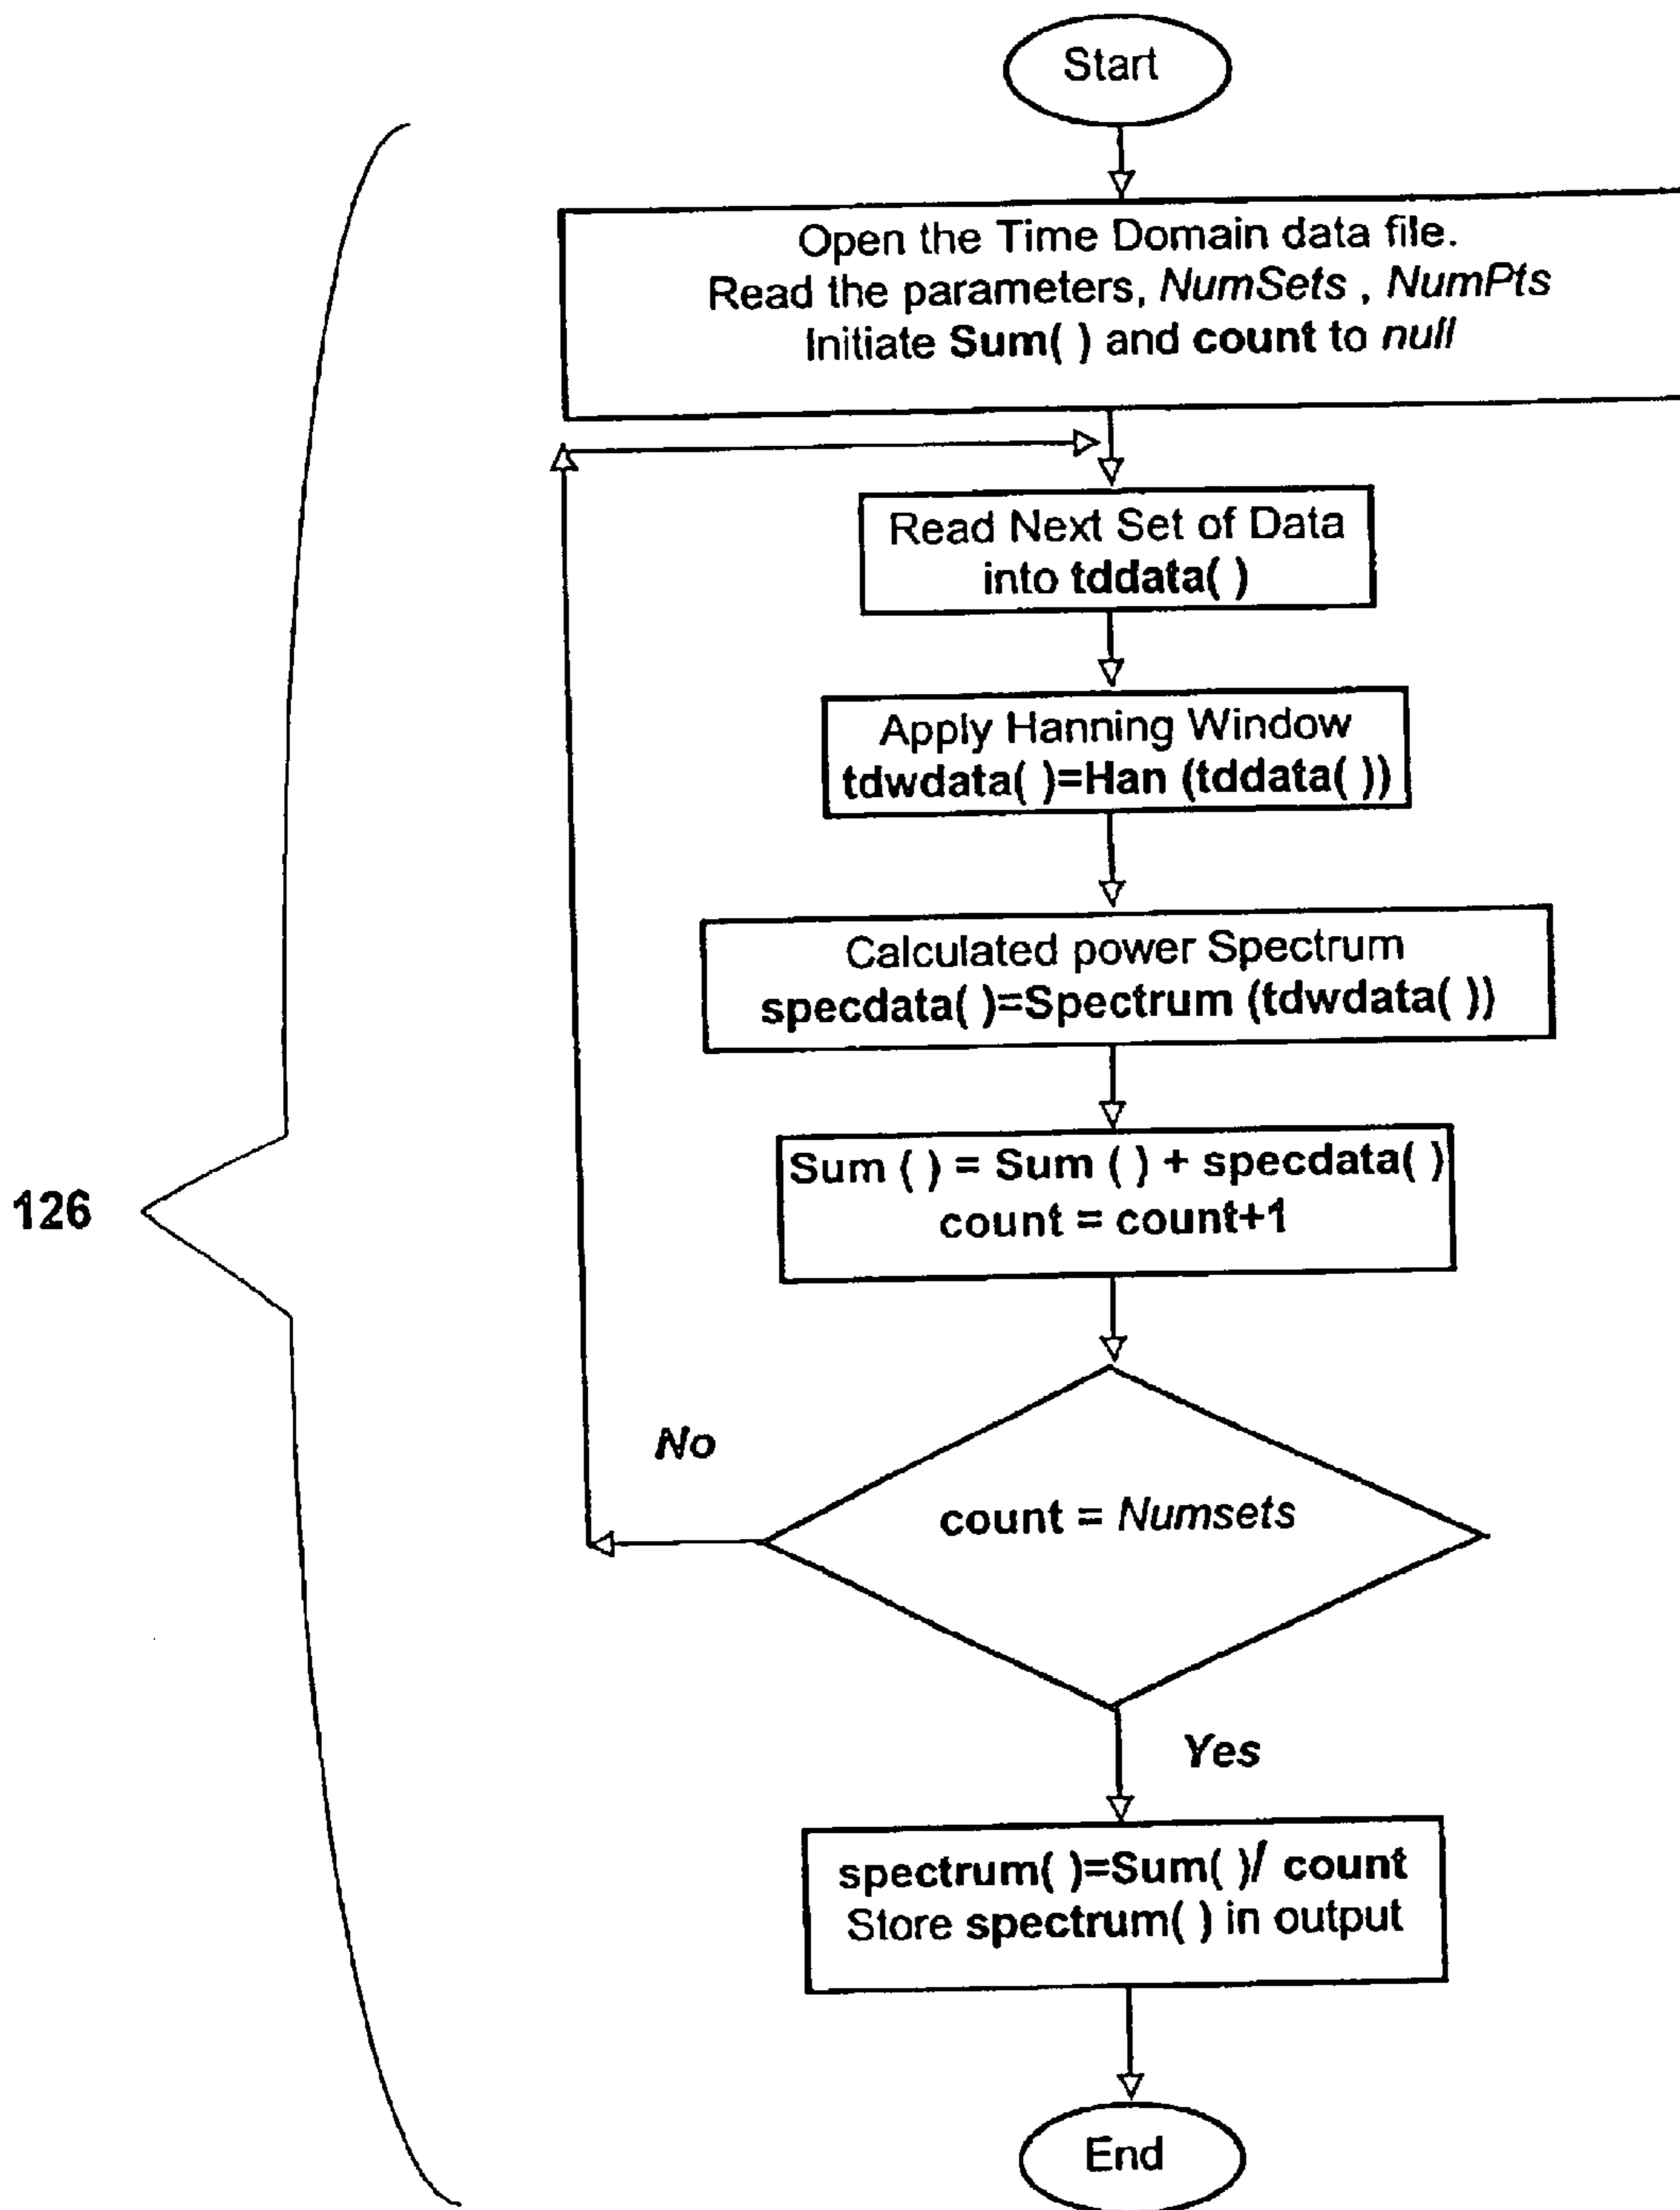 Start
Open the Time Domain data file.
Read the parameters, NumSets , NumPts
Initiate Sum( ) and count to null
Read Next Set of Data
into tddata( )
Apply Hanning Window
tdwdata( )=Han (tddata( ))
Calculated power Spectrum
specdata( )=Spectrum (tdwdata( ))
Sum ( ) = Sum ( ) + specdata( )
count = count+1
126
No
count = Numsets
Yes
spectrum( )=Sum( )/ count
Store spectrum( ) in output
End